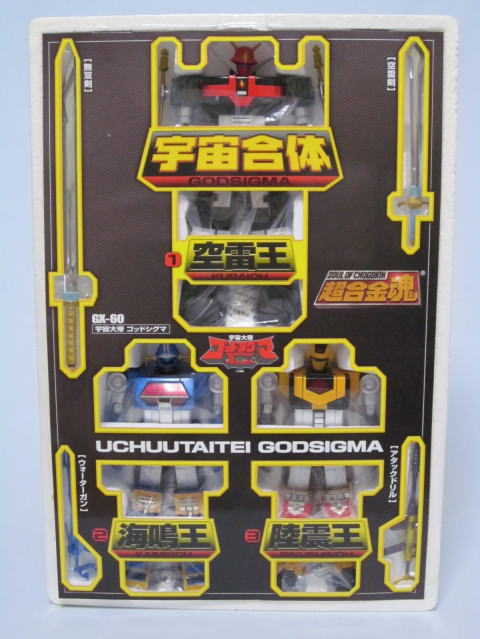 [無双剣]
[空雷剣]
宇宙合体
GODSIGMA
1 空雷王
KURAIOH
SOUL OF CHOGOKIN
超合金魂®
GX-60
宇宙大帝 ゴッドシグマ
宇宙大帝
ゴッドシグマ
UCHUUTAITEI GODSIGMA
[ウォーターガン]
[アタックドリル]
2 海鳴王
KAIMEIOH
3 陸震王
RIKUSHINOH